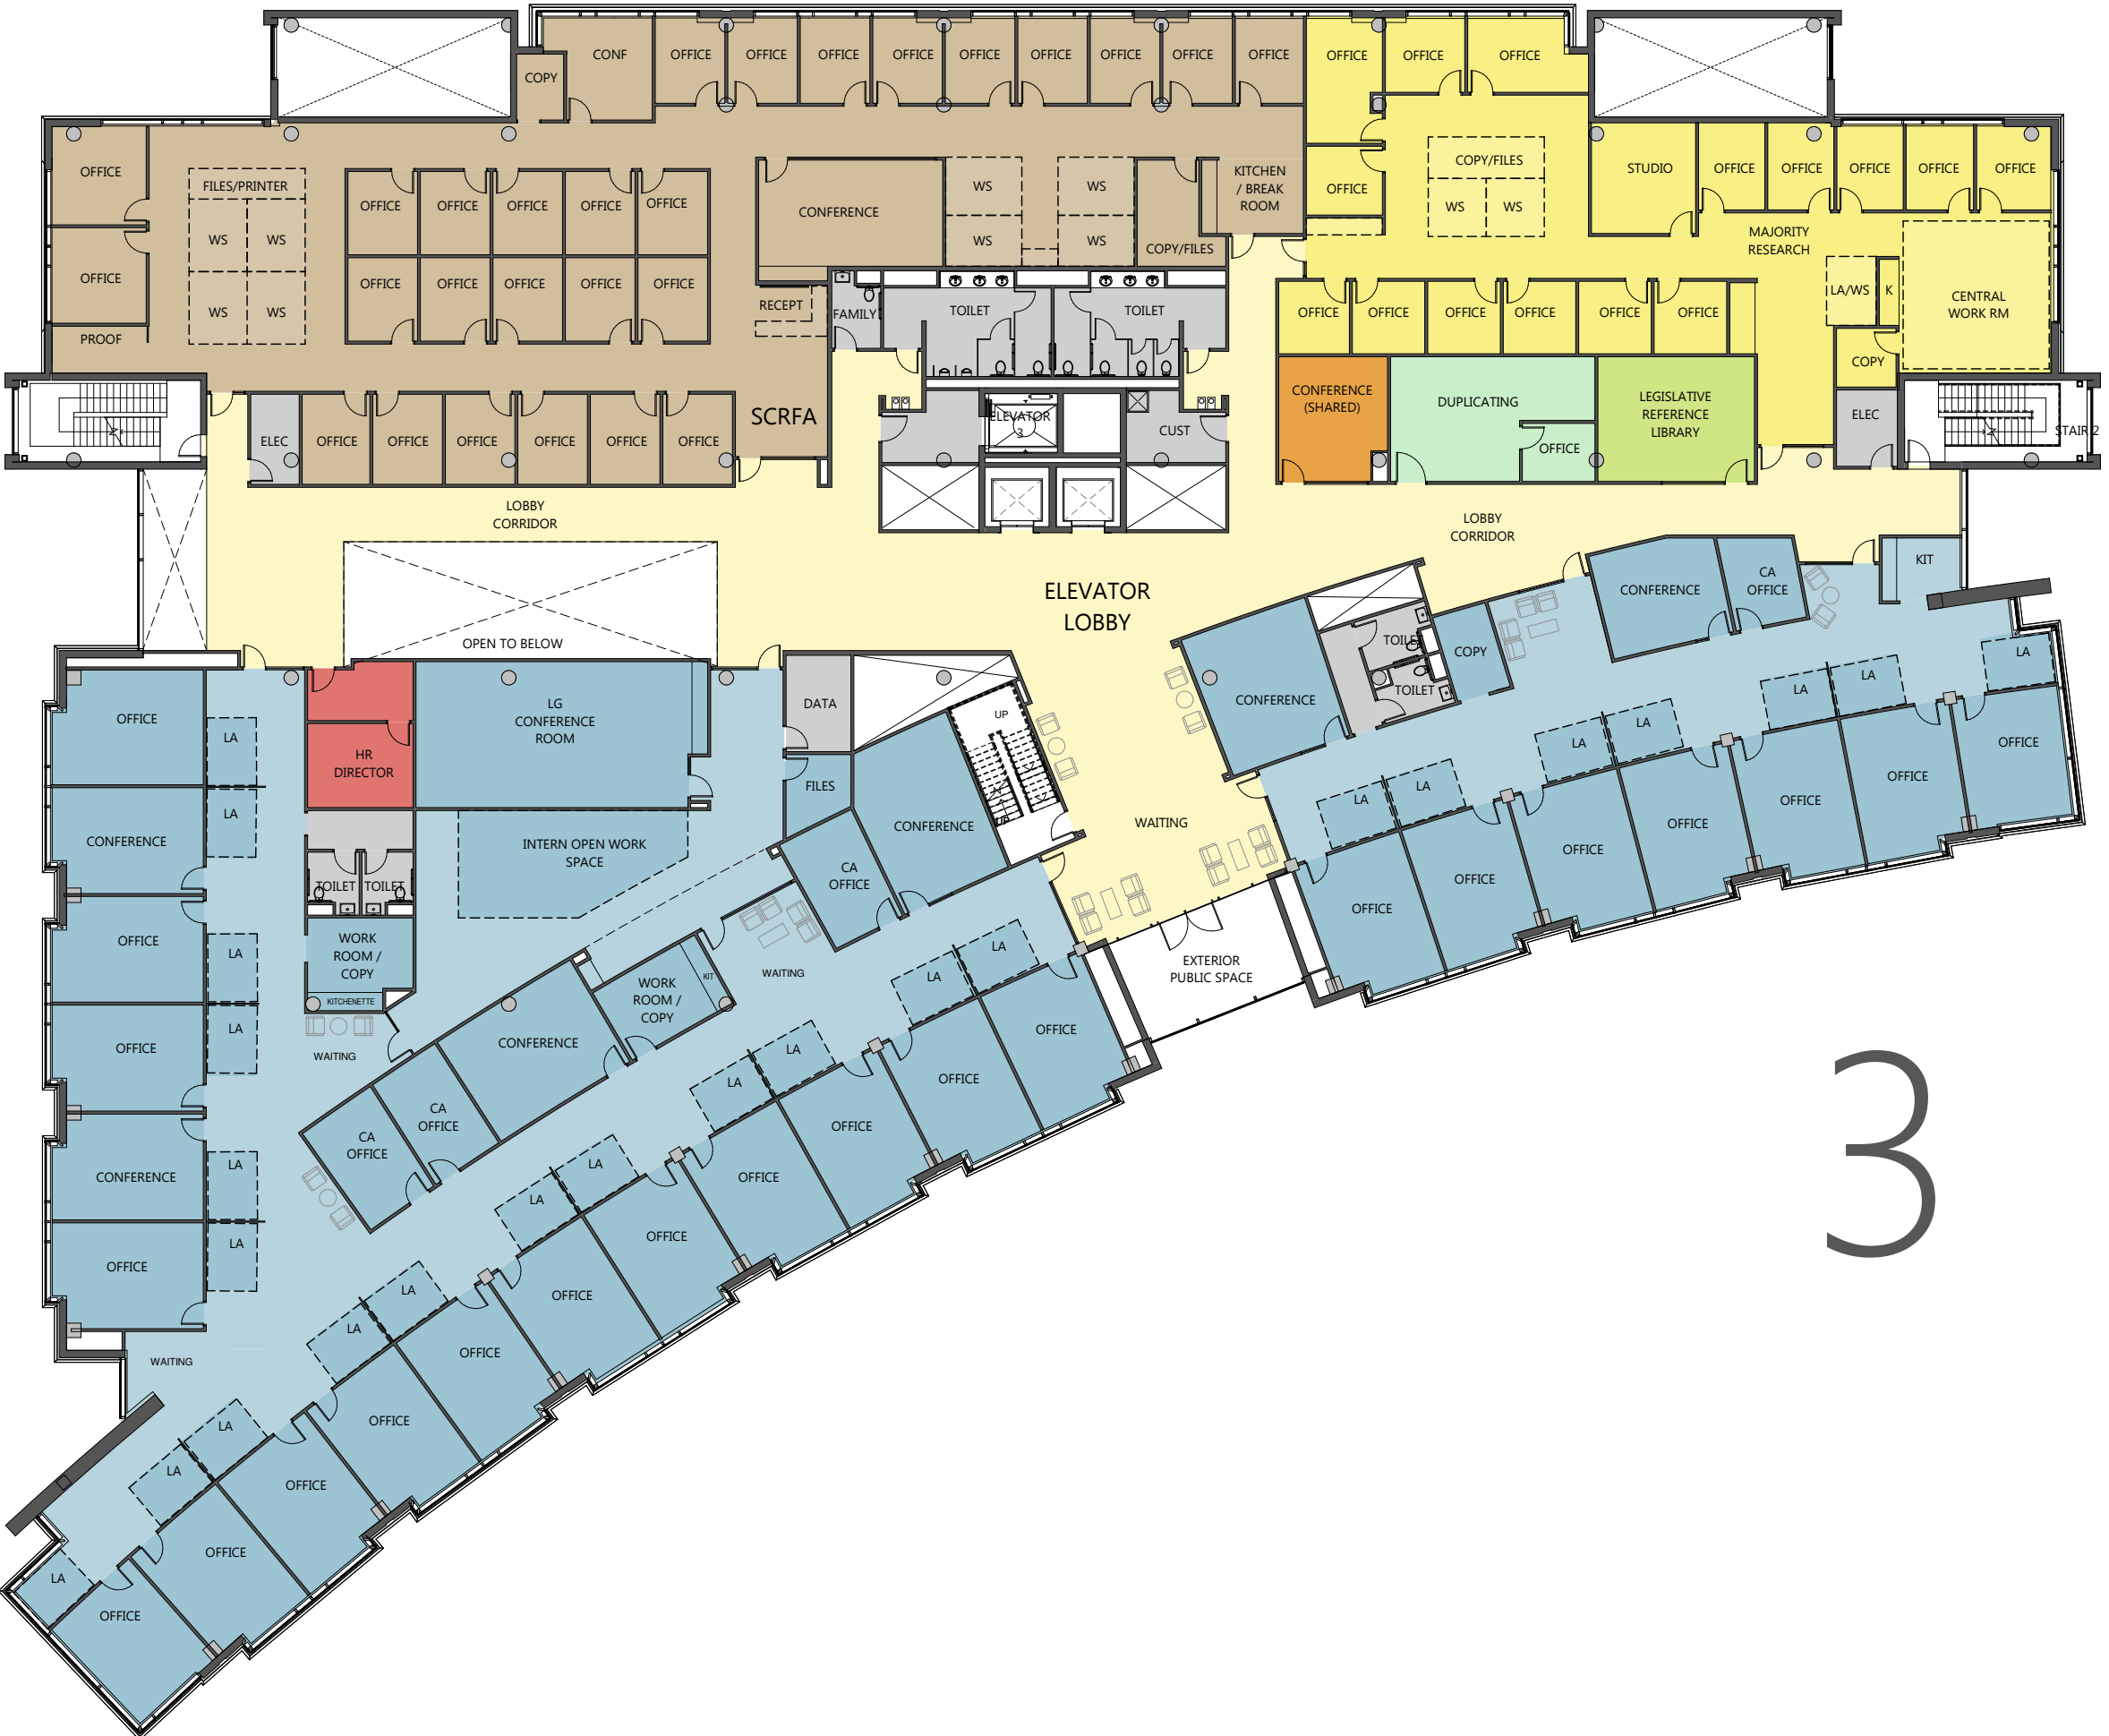 CONF
OFFICE
OFFICE
OFFICE
OFFICE
OFFICE
OFFICE
OFFICE
OFFICE
OFFICE
OFFICE
OFFICE
OFFICE
COPY
OFFICE
FILES/PRINTER
WS
WS
WS
WS
OFFICE
PROOF
OFFICE
OFFICE
OFFICE
OFFICE
OFFICE
OFFICE
OFFICE
OFFICE
OFFICE
OFFICE
CONFERENCE
WS
WS
WS
WS
COPY/FILES
KITCHEN
/ BREAK
ROOM
RECEPT
FAMILY
TOILET
TOILET
OFFICE
COPY/FILES
WS
WS
STUDIO
OFFICE
OFFICE
OFFICE
OFFICE
OFFICE
MAJORITY
RESEARCH
LA/WS
K
CENTRAL
WORK RM
COPY
OFFICE
OFFICE
OFFICE
OFFICE
OFFICE
OFFICE
ELEC
OFFICE
OFFICE
OFFICE
OFFICE
OFFICE
OFFICE
SCRFA
ELEVATOR
3
CUST
CONFERENCE
(SHARED)
DUPLICATING
OFFICE
LEGISLATIVE
REFERENCE
LIBRARY
ELEC
STAIR 2
LOBBY
CORRIDOR
LOBBY
CORRIDOR
OPEN TO BELOW
ELEVATOR
LOBBY
CONFERENCE
CA
OFFICE
KIT
TOILET
TOILET
COPY
CONFERENCE
LA
LA
LA
LA
LA
LA
LA
OFFICE
OFFICE
OFFICE
OFFICE
OFFICE
OFFICE
OFFICE
OFFICE
LA
HR
DIRECTOR
LG
CONFERENCE
ROOM
DATA
UP
FILES
CONFERENCE
WAITING
CONFERENCE
LA
INTERN OPEN WORK
SPACE
CA
OFFICE
TOILET
TOILET
OFFICE
LA
WORK
ROOM /
COPY
KITCHENETTE
WORK
ROOM /
COPY
KIT
WAITING
LA
LA
EXTERIOR
PUBLIC SPACE
OFFICE
LA
WAITING
CONFERENCE
LA
LA
OFFICE
OFFICE
CA
OFFICE
CA
OFFICE
CONFERENCE
LA
LA
LA
OFFICE
OFFICE
OFFICE
LA
OFFICE
LA
LA
OFFICE
OFFICE
WAITING
LA
LA
OFFICE
OFFICE
OFFICE
LA
OFFICE
OFFICE
3